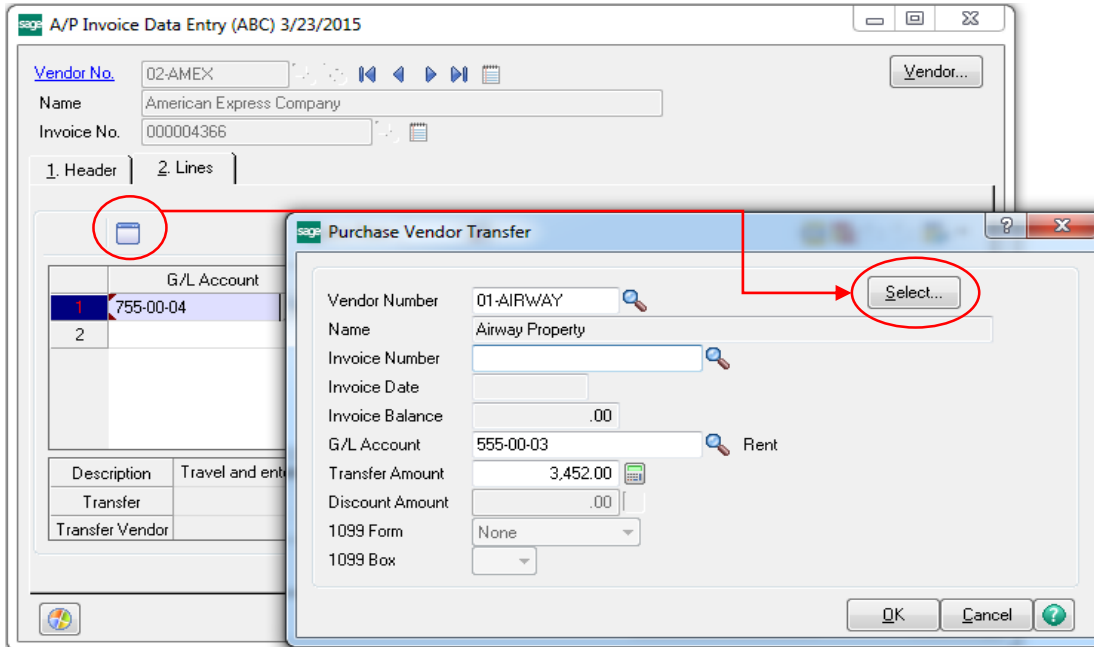 sage A/P Invoice Data Entry (ABC) 3/23/2015
Vendor No. 02-AMEX Vendor...
Name American Express Company
Invoice No. 000004366
1. Header 2. Lines
G/L Account
1 755-00-04
2
Description Travel and ent
Transfer
Transfer Vendor
sage Purchase Vendor Transfer
Vendor Number 01-AIRWAY Select...
Name Airway Property
Invoice Number
Invoice Date
Invoice Balance .00
G/L Account 555-00-03 Rent
Transfer Amount 3,452.00
Discount Amount .00
1099 Form None
1099 Box
OK Cancel